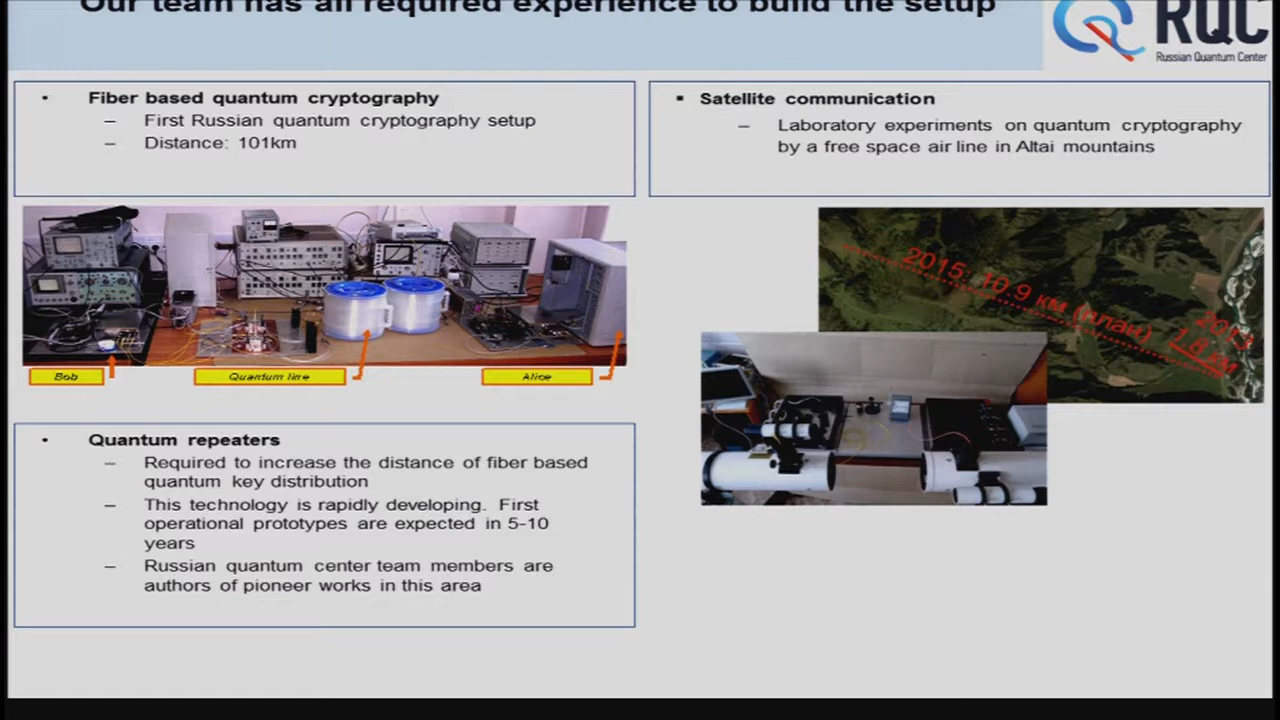 Our team has all required experience to build the setup
RQC
Russian Quantum Center
• Fiber based quantum cryptography
– First Russian quantum cryptography setup
– Distance: 101km
▪ Satellite communication
– Laboratory experiments on quantum cryptography
by a free space air line in Altai mountains
2015: 10.9 км (план)
1.8 км
Bob
Quantum line
Alice
• Quantum repeaters
– Required to increase the distance of fiber based
quantum key distribution
– This technology is rapidly developing. First
operational prototypes are expected in 5-10
years
– Russian quantum center team members are
authors of pioneer works in this area